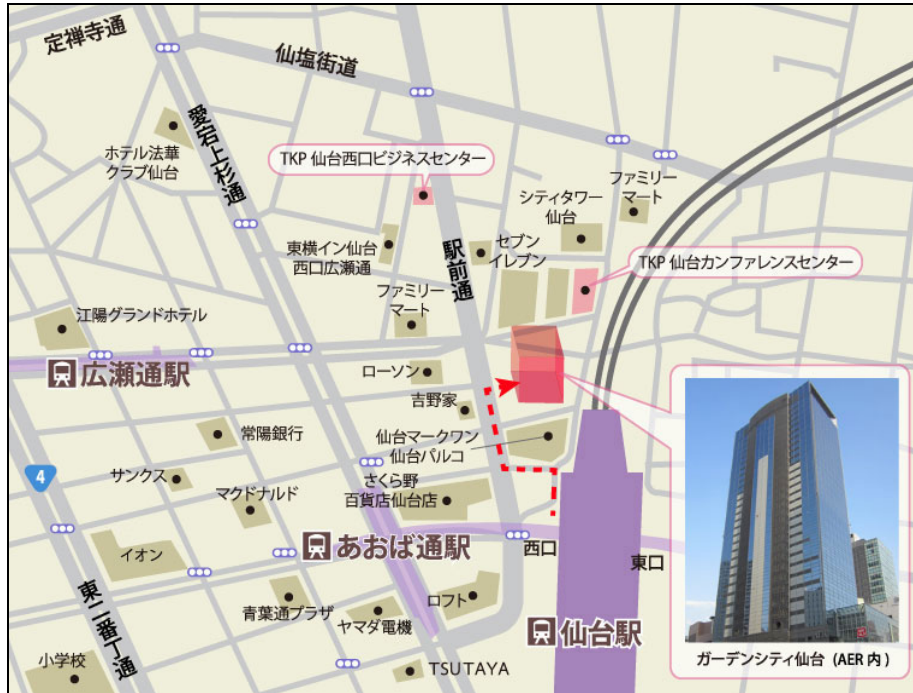 定禅寺通
仙塩街道
愛宕上杉通
ホテル法華
クラブ仙台
TKP 仙台西口ビジネスセンター
ファミリー
マート
シティタワー
仙台
東横イン仙台
西口広瀬通
駅前通
セブン
イレブン
TKP 仙台カンファレンスセンター
ファミリー
マート
江陽グランドホテル
広瀬通駅
ローソン
吉野家
常陽銀行
仙台マークワン
仙台パルコ
4
サンクス
マクドナルド
さくら野
百貨店仙台店
イオン
あおば通駅
西口
東口
東二番丁通
青葉通プラザ
ヤマダ電機
ロフト
仙台駅
小学校
TSUTAYA
ガーデンシティ仙台 (AER 内 )